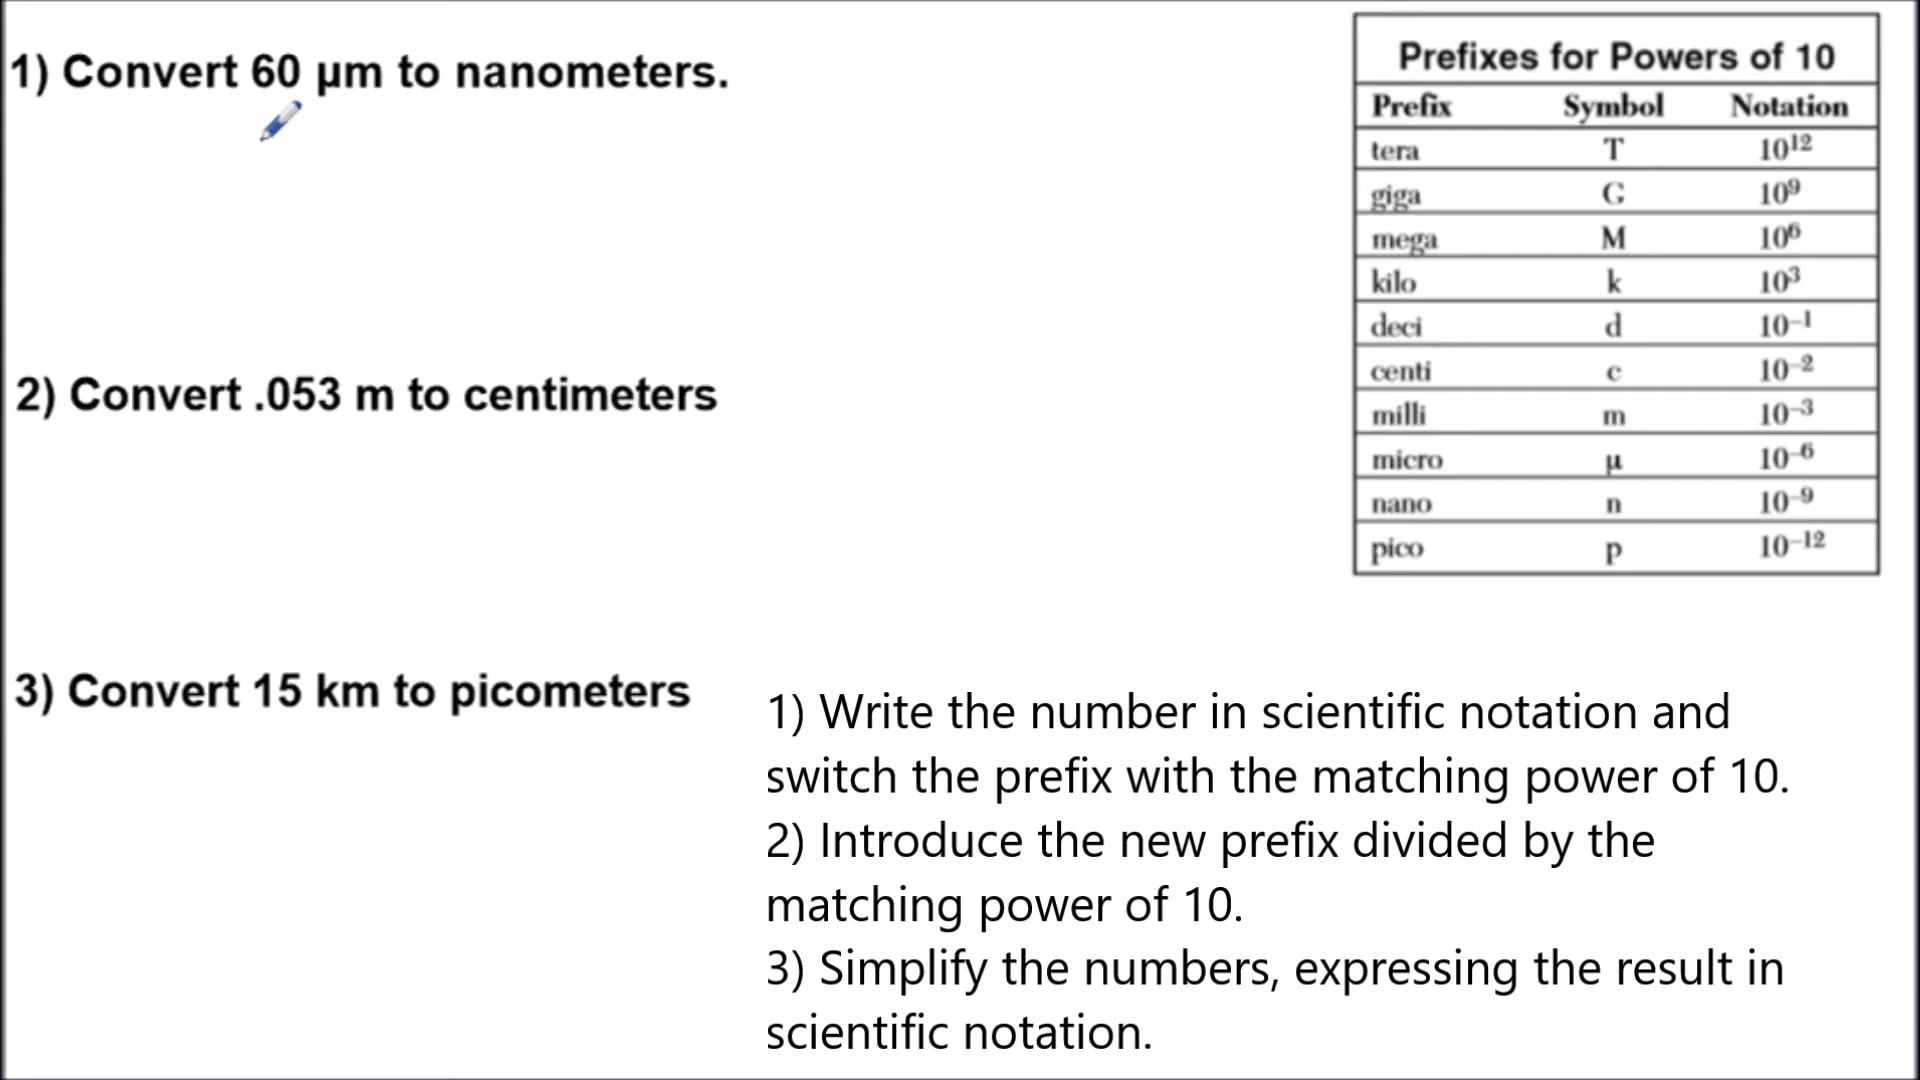 1) Convert 60 µm to nanometers.
2) Convert .053 m to centimeters
3) Convert 15 km to picometers
Prefixes for Powers of 10
Prefix Symbol Notation
tera T 10¹²
giga G 10⁹
mega M 10⁶
kilo k 10³
deci d 10⁻¹
centi c 10⁻²
milli m 10⁻³
micro µ 10⁻⁶
nano n 10⁻⁹
pico p 10⁻¹²
1) Write the number in scientific notation and
switch the prefix with the matching power of 10.
2) Introduce the new prefix divided by the
matching power of 10.
3) Simplify the numbers, expressing the result in
scientific notation.